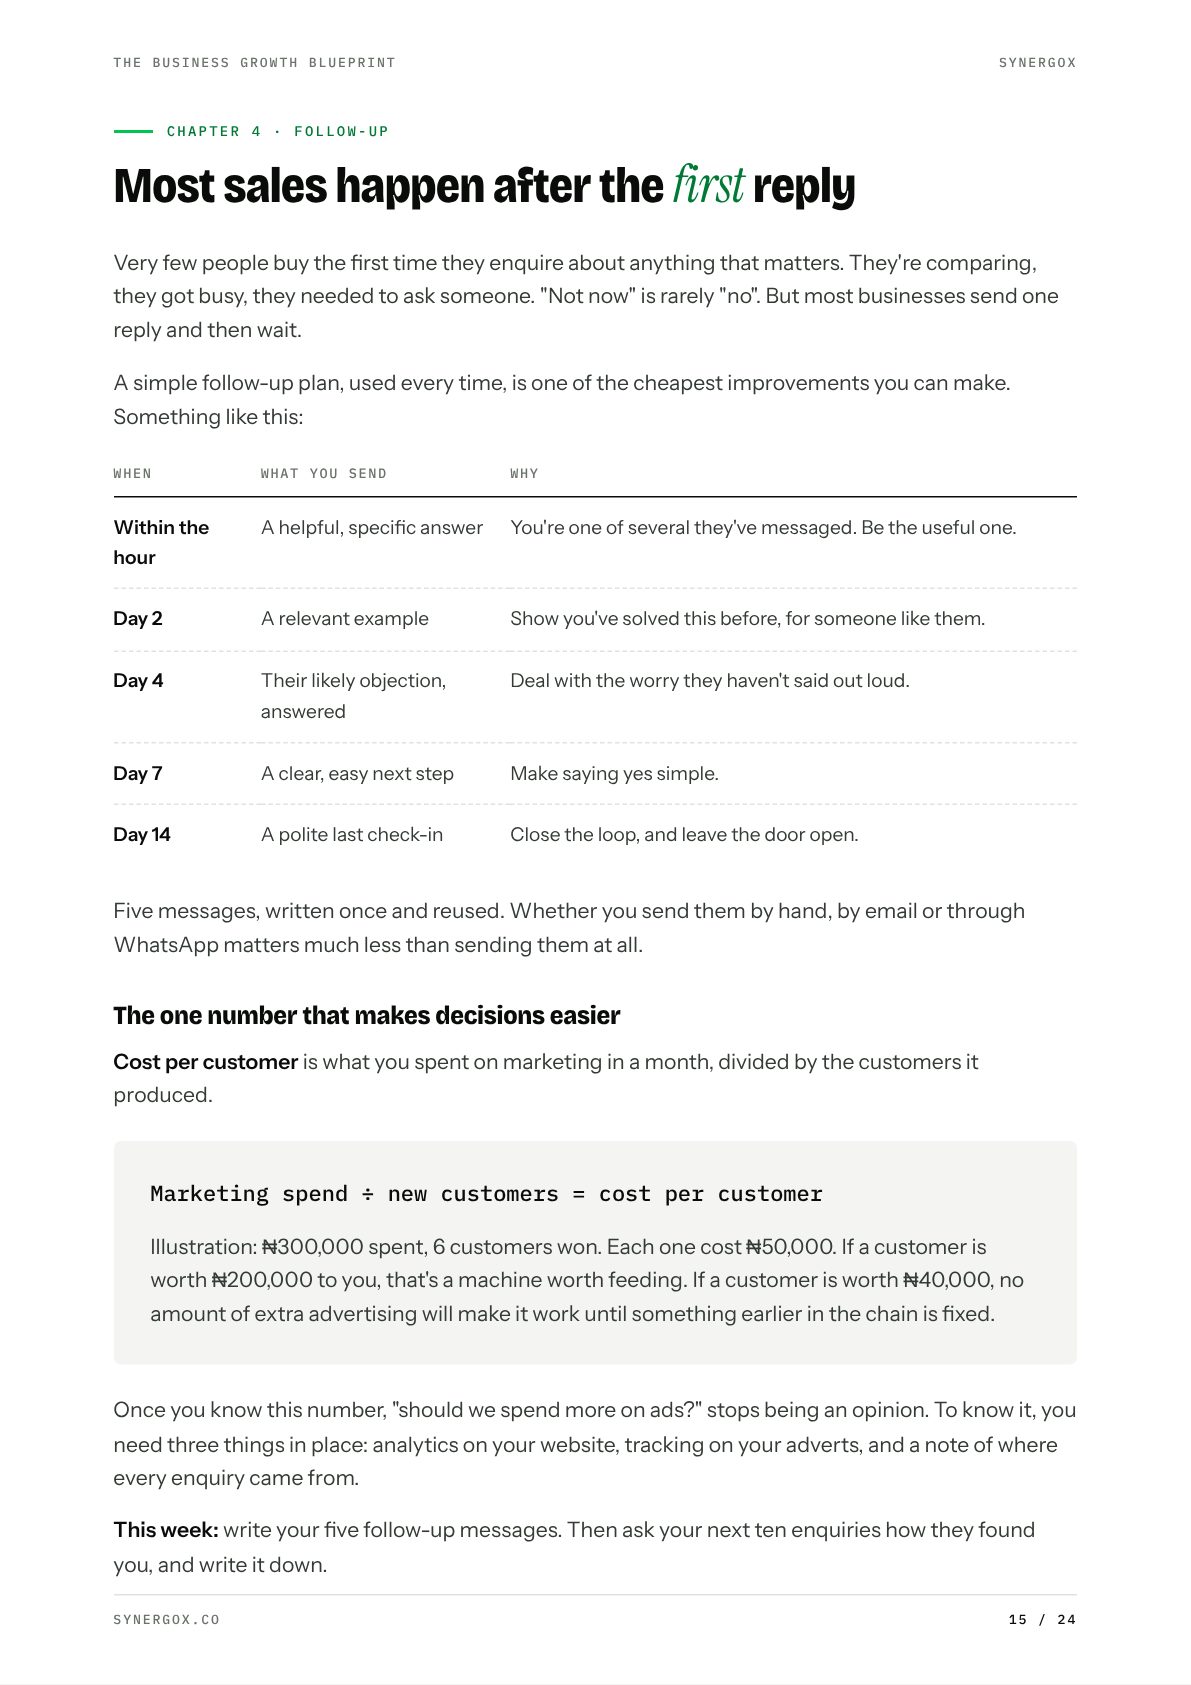 THE BUSINESS GROWTH BLUEPRINT
SYNERGOX
CHAPTER 4 · FOLLOW-UP
Most sales happen after the first reply
Very few people buy the first time they enquire about anything that matters. They're comparing,
they got busy, they needed to ask someone. "Not now" is rarely "no". But most businesses send one
reply and then wait.
A simple follow-up plan, used every time, is one of the cheapest improvements you can make.
Something like this:
WHEN WHAT YOU SEND WHY
Within the A helpful, specific answer You're one of several they've messaged. Be the useful one.
hour
Day 2 A relevant example Show you've solved this before, for someone like them.
Day 4 Their likely objection, Deal with the worry they haven't said out loud.
answered
Day 7 A clear, easy next step Make saying yes simple.
Day 14 A polite last check-in Close the loop, and leave the door open.
Five messages, written once and reused. Whether you send them by hand, by email or through
WhatsApp matters much less than sending them at all.
The one number that makes decisions easier
Cost per customer is what you spent on marketing in a month, divided by the customers it
produced.
Marketing spend ÷ new customers = cost per customer
Illustration: ₦300,000 spent, 6 customers won. Each one cost ₦50,000. If a customer is
worth ₦200,000 to you, that's a machine worth feeding. If a customer is worth ₦40,000, no
amount of extra advertising will make it work until something earlier in the chain is fixed.
Once you know this number, "should we spend more on ads?" stops being an opinion. To know it, you
need three things in place: analytics on your website, tracking on your adverts, and a note of where
every enquiry came from.
This week: write your five follow-up messages. Then ask your next ten enquiries how they found
you, and write it down.
SYNERGOX.CO
15 / 24